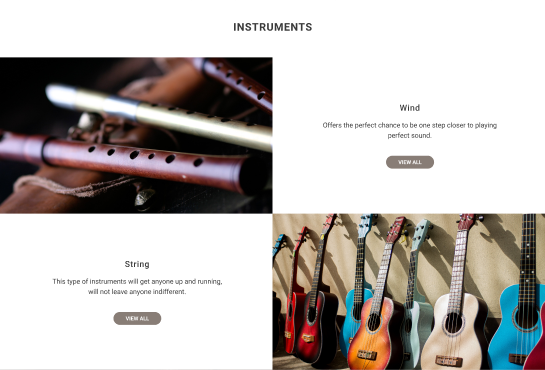 INSTRUMENTS
Wind
Offers the perfect chance to be one step closer to playing
perfect sound.
VIEW ALL
String
This type of instruments will get anyone up and running,
will not leave anyone indifferent.
VIEW ALL